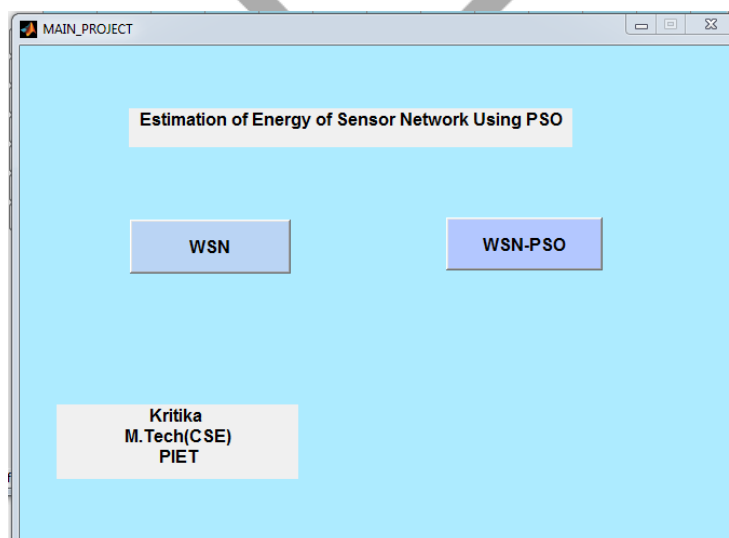 MAIN_PROJECT
Estimation of Energy of Sensor Network Using PSO
WSN
WSN-PSO
Kritika
M.Tech(CSE)
PIET